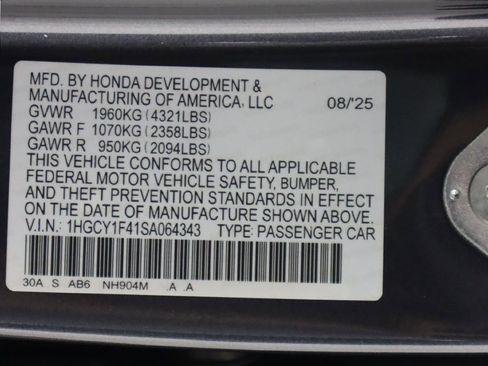 MFD. BY HONDA DEVELOPMENT &
MANUFACTURING OF AMERICA, LLC 08/'25
GVWR 1960KG (4321LBS)
GAWR F 1070KG (2358LBS)
GAWR R 950KG (2094LBS)
THIS VEHICLE CONFORMS TO ALL APPLICABLE
FEDERAL MOTOR VEHICLE SAFETY, BUMPER,
AND THEFT PREVENTION STANDARDS IN EFFECT
ON THE DATE OF MANUFACTURE SHOWN ABOVE.
V.I.N.: 1HGCY1F41SA064343 TYPE: PASSENGER CAR
30A S AB6 NH904M .A .A